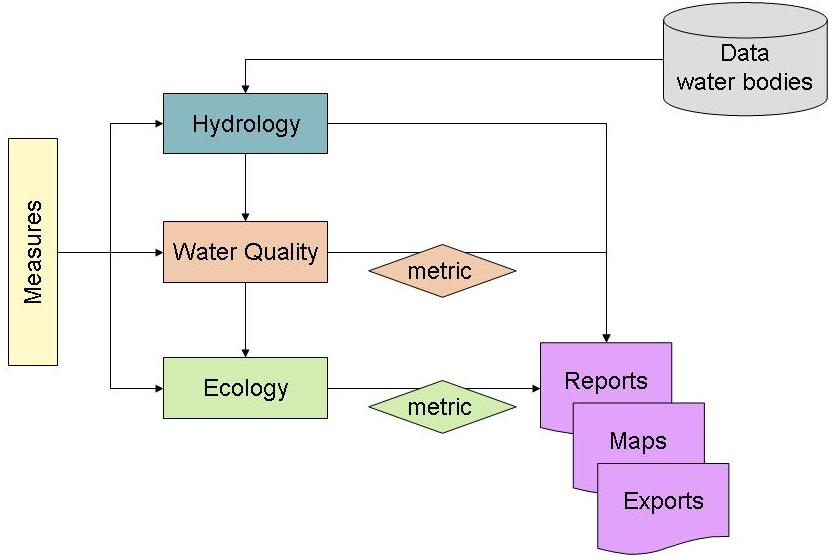 Data
water bodies
Hydrology
Measures
Water Quality
metric
Ecology
metric
Reports
Maps
Exports